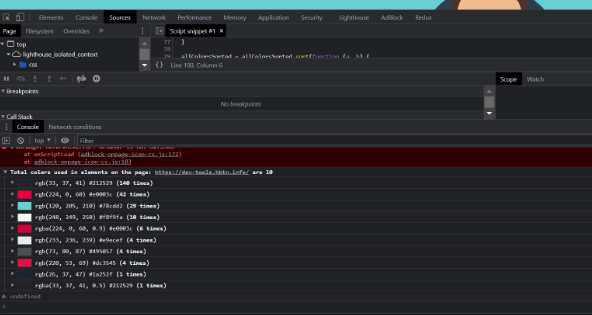 Elements Console Sources Network Performance Memory Application Security Lighthouse AdBlock Redux
Page Filesystem Overrides » Script snippet #1 ×
top 77 }
lighthouse_isolated_context 78
css 79 allColorsSorted = allColorsSorted.sort(function (a, b) {
{} Line 100, Column 6
Scope Watch
Breakpoints
No breakpoints
Call Stack
Console Network conditions
top Filter
at onScriptload (adblock-onpage-icon-cs.js:172)
at adblock-onpage-icon-cs.js:183
Total colors used in elements on the page: https://dev-tools.hbtn.info/ are 10
rgb(33, 37, 41) #212529 (140 times)
rgb(224, 0, 60) #e0003c (42 times)
rgb(120, 205, 210) #78cdd2 (29 times)
rgb(248, 249, 250) #f8f9fa (10 times)
rgba(224, 0, 60, 0.9) #e0003c (6 times)
rgb(233, 236, 239) #e9ecef (4 times)
rgb(73, 80, 87) #495057 (4 times)
rgb(220, 53, 69) #dc3545 (4 times)
rgb(26, 37, 47) #1a252f (1 times)
rgba(33, 37, 41, 0.5) #212529 (1 times)
undefined